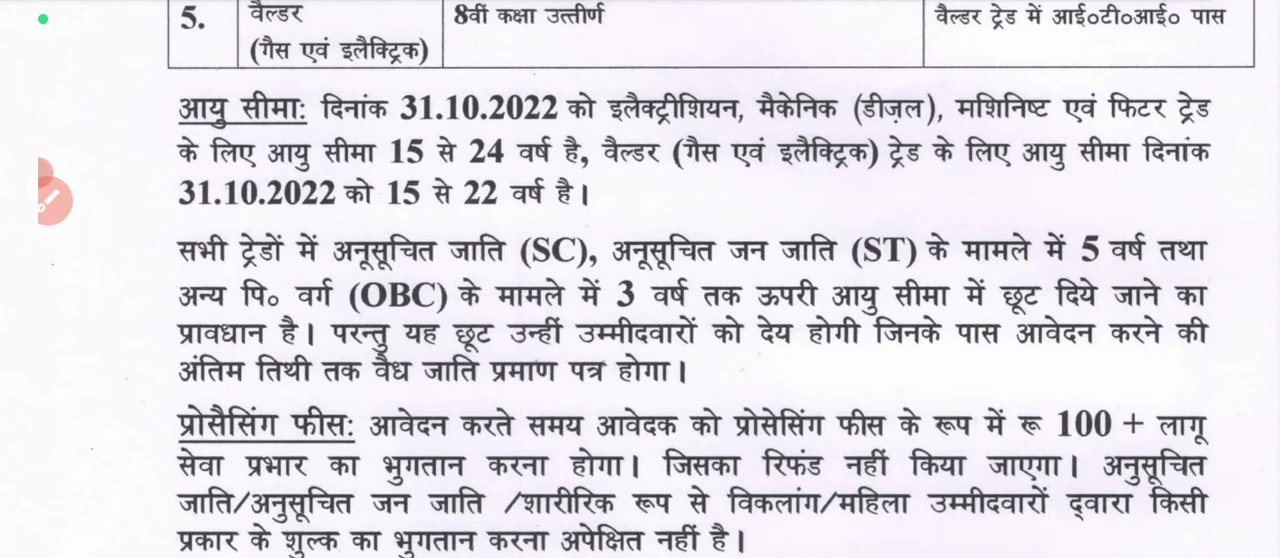 5. वैल्डर 8वीं कक्षा उत्तीर्ण वैल्डर ट्रेड में आई०टी०आई० पास
(गैस एवं इलैक्ट्रिक)
आयु सीमा: दिनांक 31.10.2022 को इलैक्ट्रीशियन, मैकेनिक (डीज़ल), मशिनिष्ट एवं फिटर ट्रेड
के लिए आयु सीमा 15 से 24 वर्ष है, वैल्डर (गैस एवं इलैक्ट्रिक) ट्रेड के लिए आयु सीमा दिनांक
31.10.2022 को 15 से 22 वर्ष है।
सभी ट्रेडों में अनूसूचित जाति (SC), अनूसूचित जन जाति (ST) के मामले में 5 वर्ष तथा
अन्य पि० वर्ग (OBC) के मामले में 3 वर्ष तक ऊपरी आयु सीमा में छूट दिये जाने का
प्रावधान है। परन्तु यह छूट उन्हीं उम्मीदवारों को देय होगी जिनके पास आवेदन करने की
अंतिम तिथी तक वैध जाति प्रमाण पत्र होगा।
प्रोसैसिंग फीस: आवेदन करते समय आवेदक को प्रोसेसिंग फीस के रूप में रू 100 + लागू
सेवा प्रभार का भुगतान करना होगा। जिसका रिफंड नहीं किया जाएगा। अनुसूचित
जाति/अनुसूचित जन जाति /शारीरिक रूप से विकलांग/महिला उम्मीदवारों द्वारा किसी
प्रकार के शुल्क का भुगतान करना अपेक्षित नहीं है।